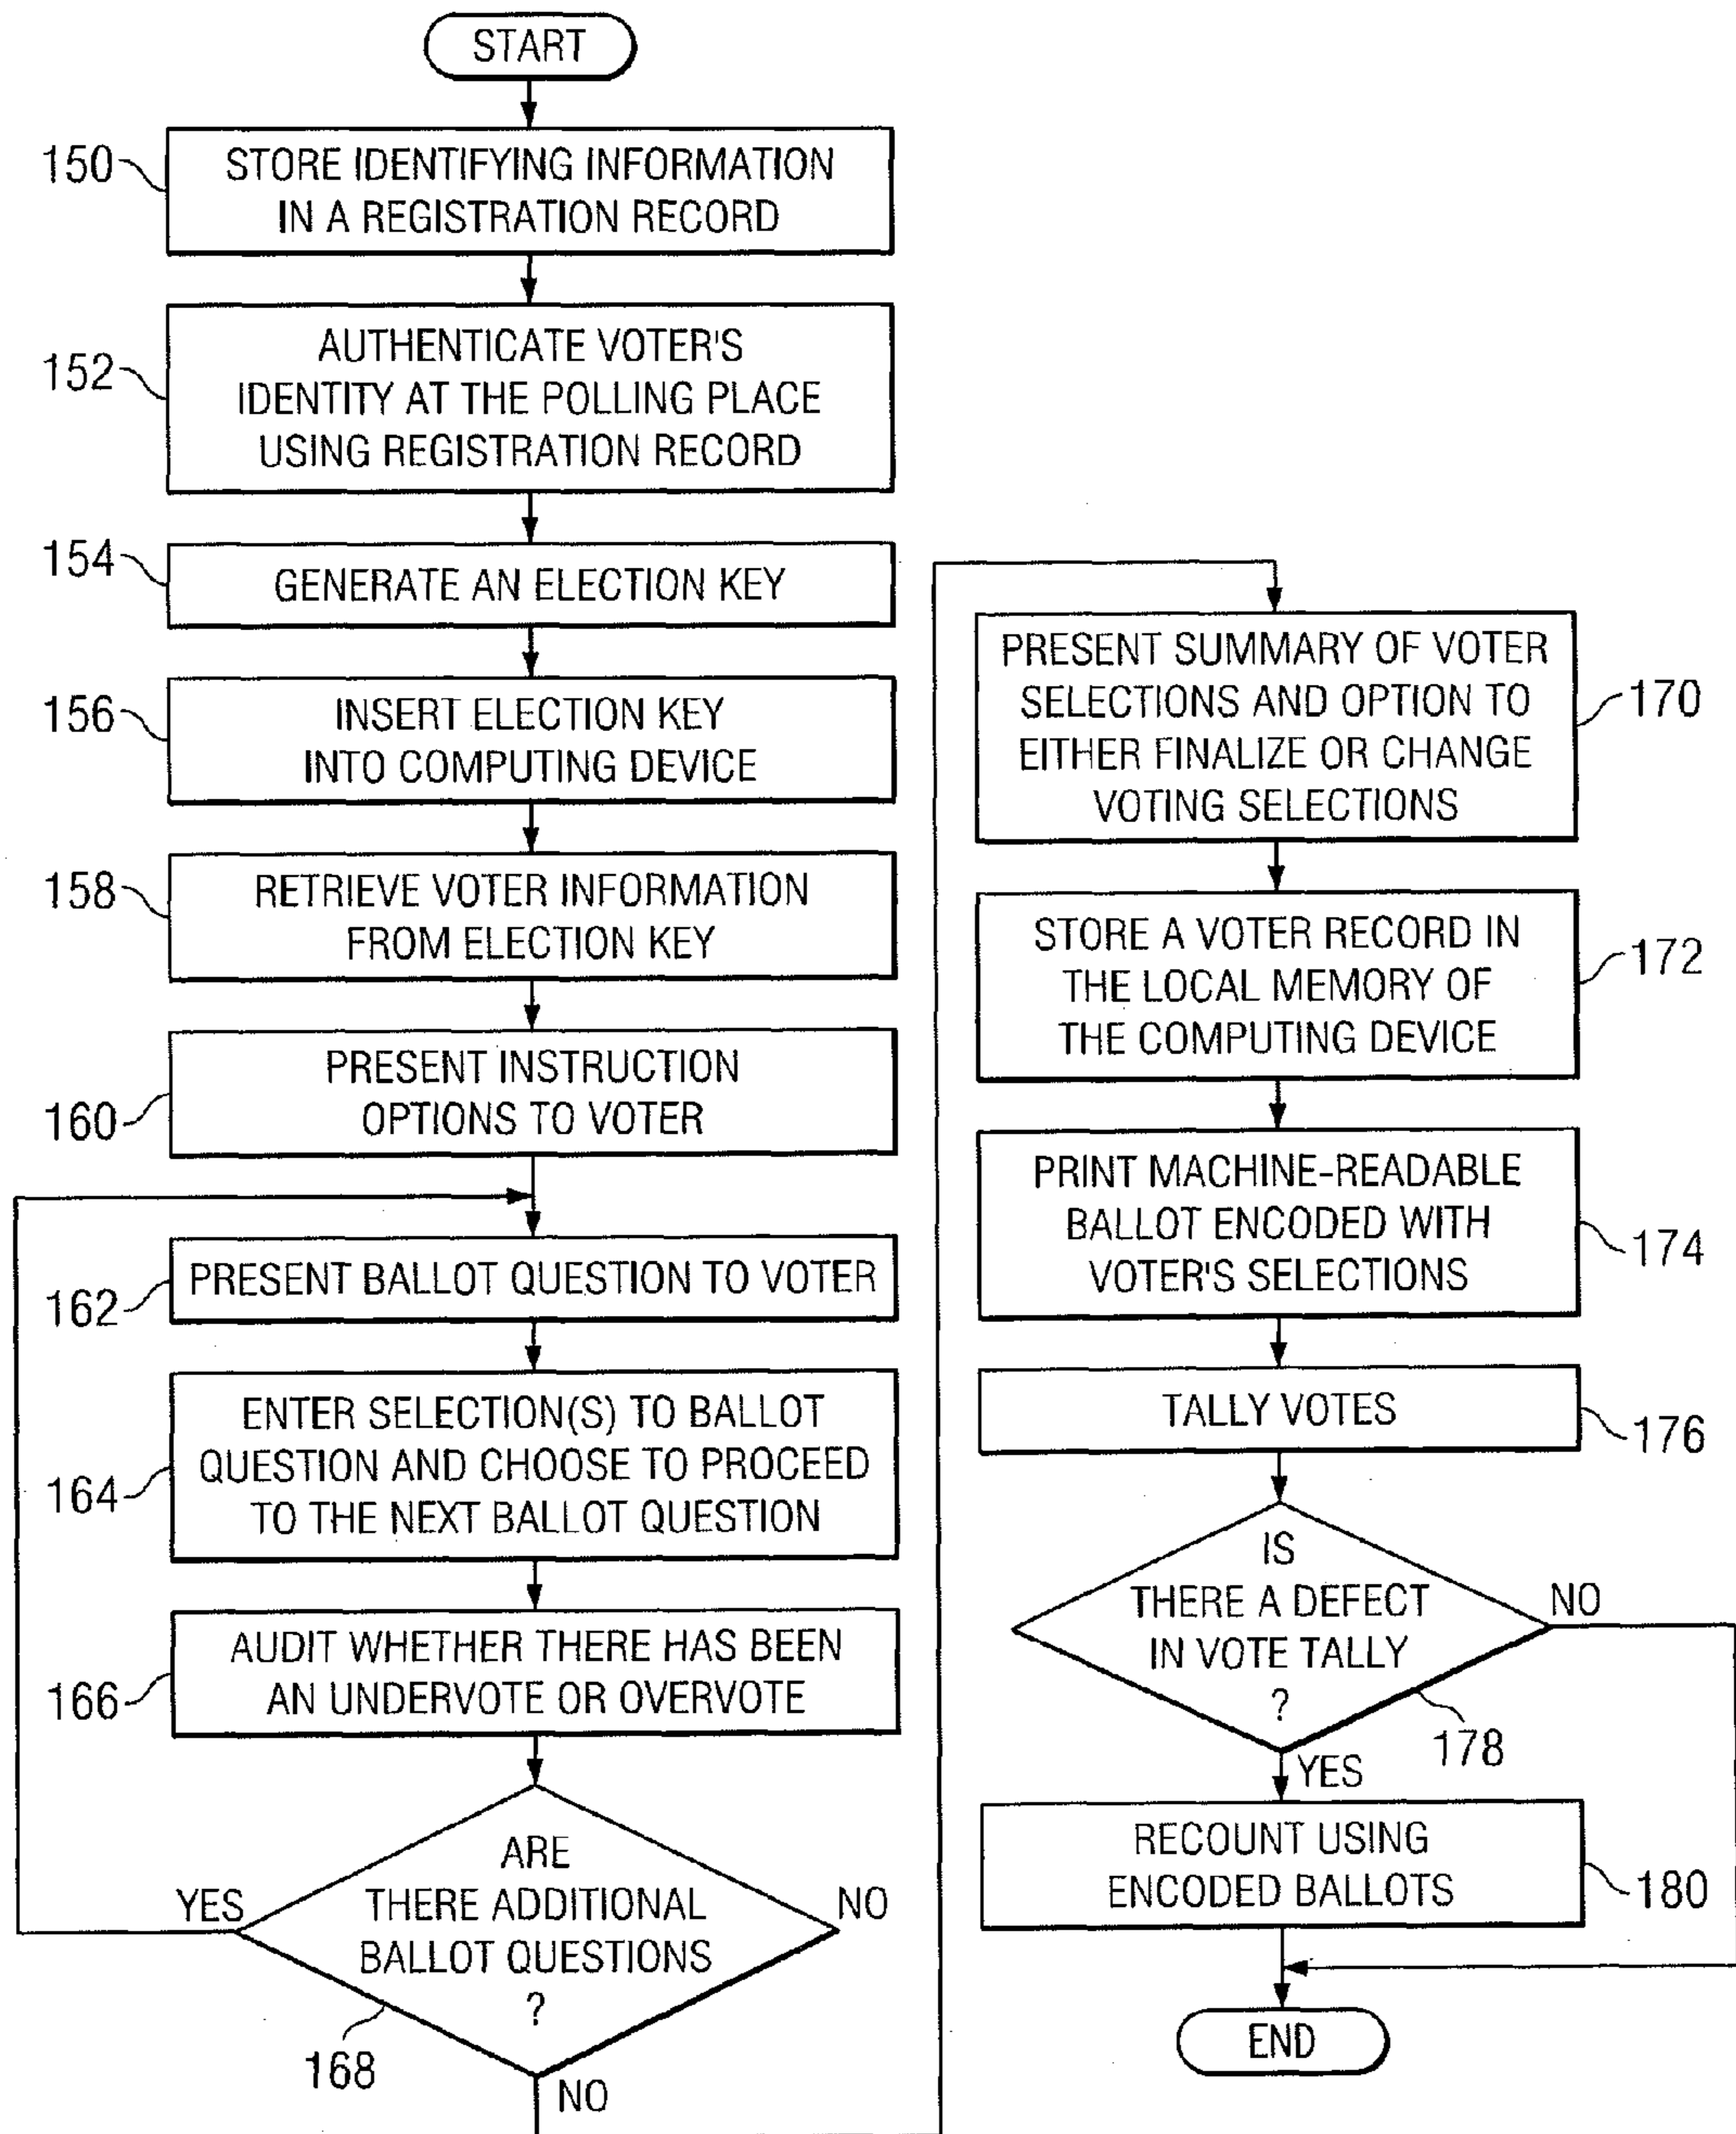 START
150
STORE IDENTIFYING INFORMATION
IN A REGISTRATION RECORD
152
AUTHENTICATE VOTER'S
IDENTITY AT THE POLLING PLACE
USING REGISTRATION RECORD
154
GENERATE AN ELECTION KEY
156
INSERT ELECTION KEY
INTO COMPUTING DEVICE
158
RETRIEVE VOTER INFORMATION
FROM ELECTION KEY
160
PRESENT INSTRUCTION
OPTIONS TO VOTER
162
PRESENT BALLOT QUESTION TO VOTER
164
ENTER SELECTION(S) TO BALLOT
QUESTION AND CHOOSE TO PROCEED
TO THE NEXT BALLOT QUESTION
166
AUDIT WHETHER THERE HAS BEEN
AN UNDERVOTE OR OVERVOTE
YES
ARE
THERE ADDITIONAL
BALLOT QUESTIONS
?
NO
168
NO
PRESENT SUMMARY OF VOTER
SELECTIONS AND OPTION TO
EITHER FINALIZE OR CHANGE
VOTING SELECTIONS
170
STORE A VOTER RECORD IN
THE LOCAL MEMORY OF
THE COMPUTING DEVICE
172
PRINT MACHINE-READABLE
BALLOT ENCODED WITH
VOTER'S SELECTIONS
174
TALLY VOTES
176
IS
THERE A DEFECT
IN VOTE TALLY
?
NO
178
YES
RECOUNT USING
ENCODED BALLOTS
180
END